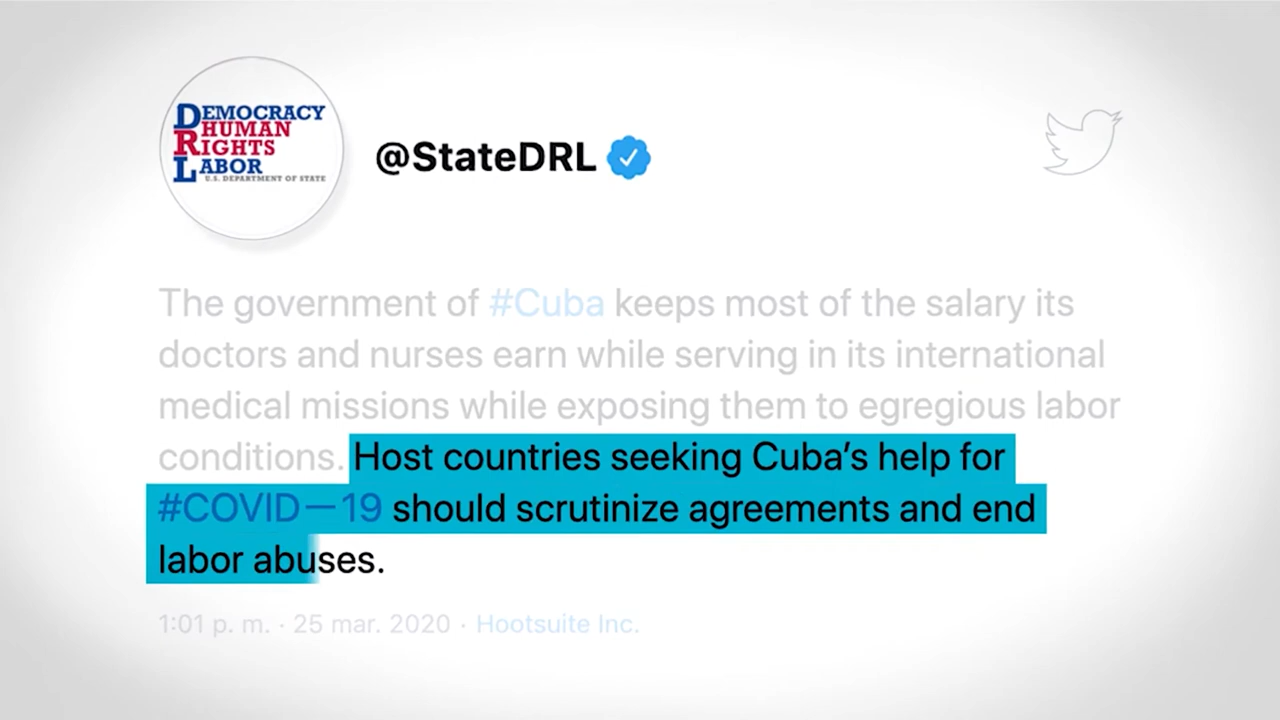 DEMOCRACY
HUMAN
RIGHTS
LABOR
U.S. DEPARTMENT OF STATE
@StateDRL
The government of #Cuba keeps most of the salary its
doctors and nurses earn while serving in its international
medical missions while exposing them to egregious labor
conditions. Host countries seeking Cuba’s help for
#COVID—19 should scrutinize agreements and end
labor abuses.
1:01 p. m. · 25 mar. 2020 · Hootsuite Inc.